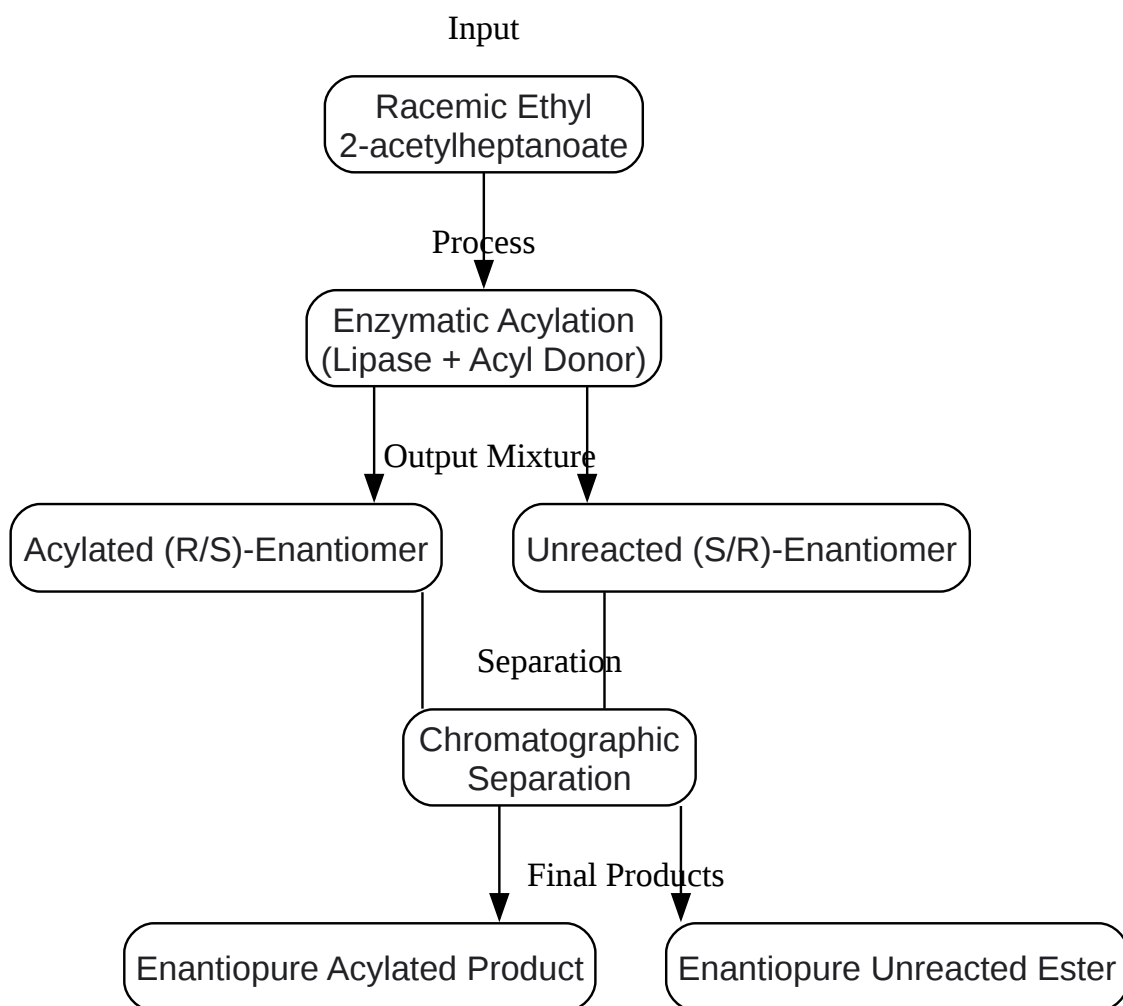 Input
Racemic Ethyl
2-acetylheptanoate
Process
Enzymatic Acylation
(Lipase + Acyl Donor)
Output Mixture
Acylated (R/S)-Enantiomer
Unreacted (S/R)-Enantiomer
Separation
Chromatographic
Separation
Final Products
Enantiopure Acylated Product
Enantiopure Unreacted Ester